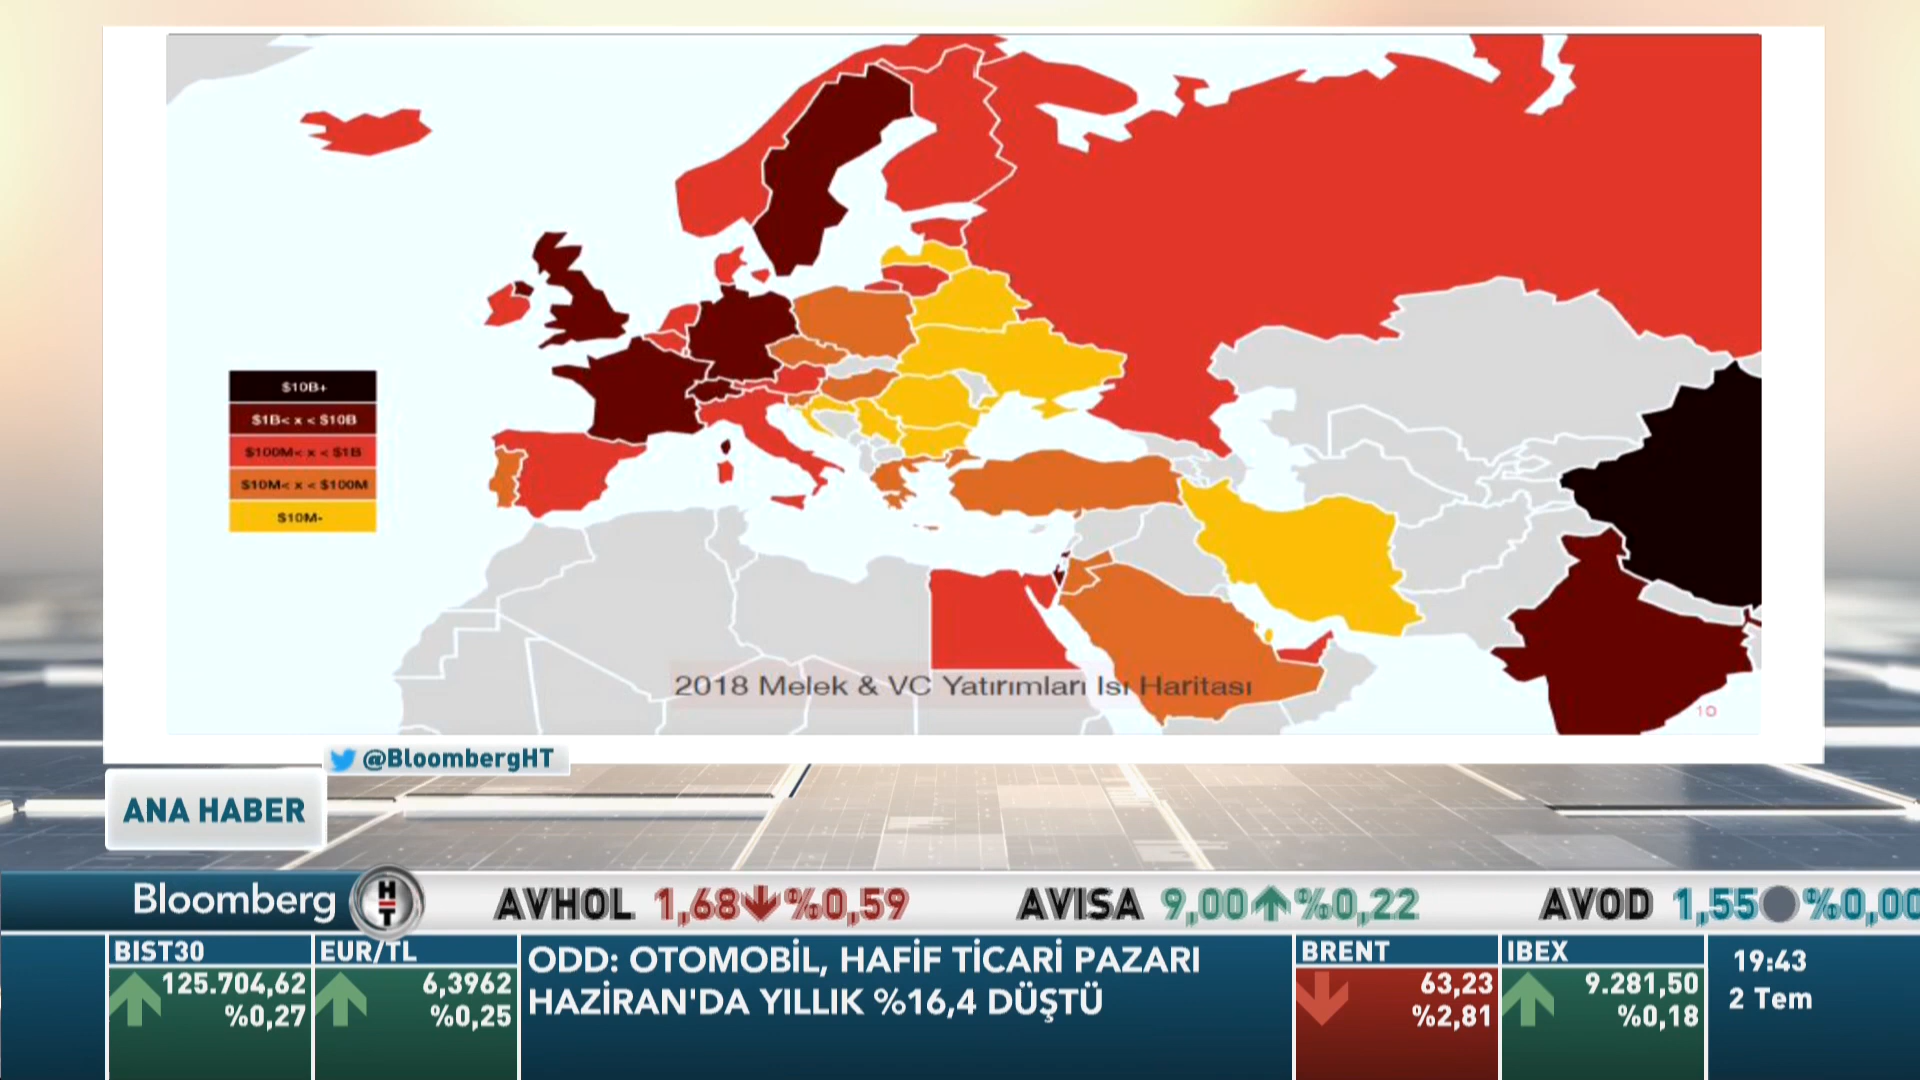 $10B+
$1B< x < $10B
$100M< x < $1B
$10M< x < $100M
$10M-
2018 Melek & VC Yatırımları Isı Haritası
10
@BloombergHT
ANA HABER
Bloomberg HT
AVHOL 1,68 %0,59 AVISA 9,00 %0,22 AVOD 1,55 %0,00
BIST30
125.704,62
%0,27
EUR/TL
6,3962
%0,25
ODD: OTOMOBİL, HAFİF TİCARİ PAZARI
HAZİRAN'DA YILLIK %16,4 DÜŞTÜ
BRENT
63,23
%2,81
IBEX
9.281,50
%0,18
19:43
2 Tem